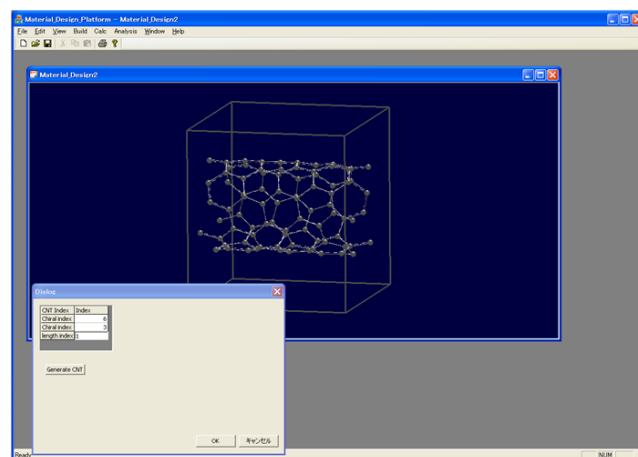 Material_Design_Platform - Material_Design2
File Edit View Build Calc Analysis Window Help
Material_Design2
Dialog
CNT Index Index
Chiral index 6
Chiral index 3
length index 1
Generate CNT
OK キャンセル
Ready NUM